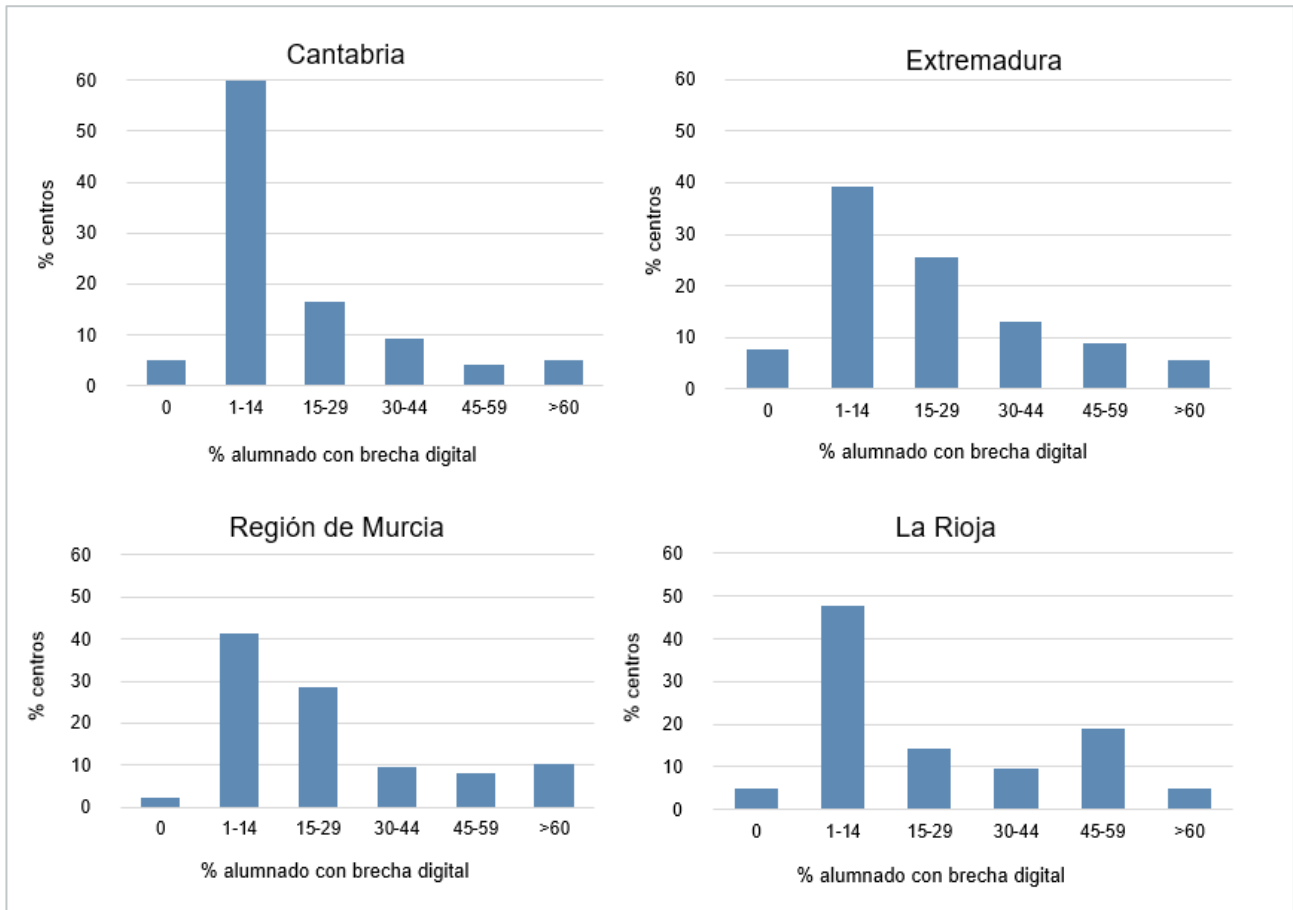 Cantabria
60
50
40
30
20
10
0
% centros
0 1-14 15-29 30-44 45-59 >60
% alumnado con brecha digital
Extremadura
60
50
40
30
20
10
0
% centros
0 1-14 15-29 30-44 45-59 >60
% alumnado con brecha digital
Región de Murcia
60
50
40
30
20
10
0
% centros
0 1-14 15-29 30-44 45-59 >60
% alumnado con brecha digital
La Rioja
60
50
40
30
20
10
0
% centros
0 1-14 15-29 30-44 45-59 >60
% alumnado con brecha digital